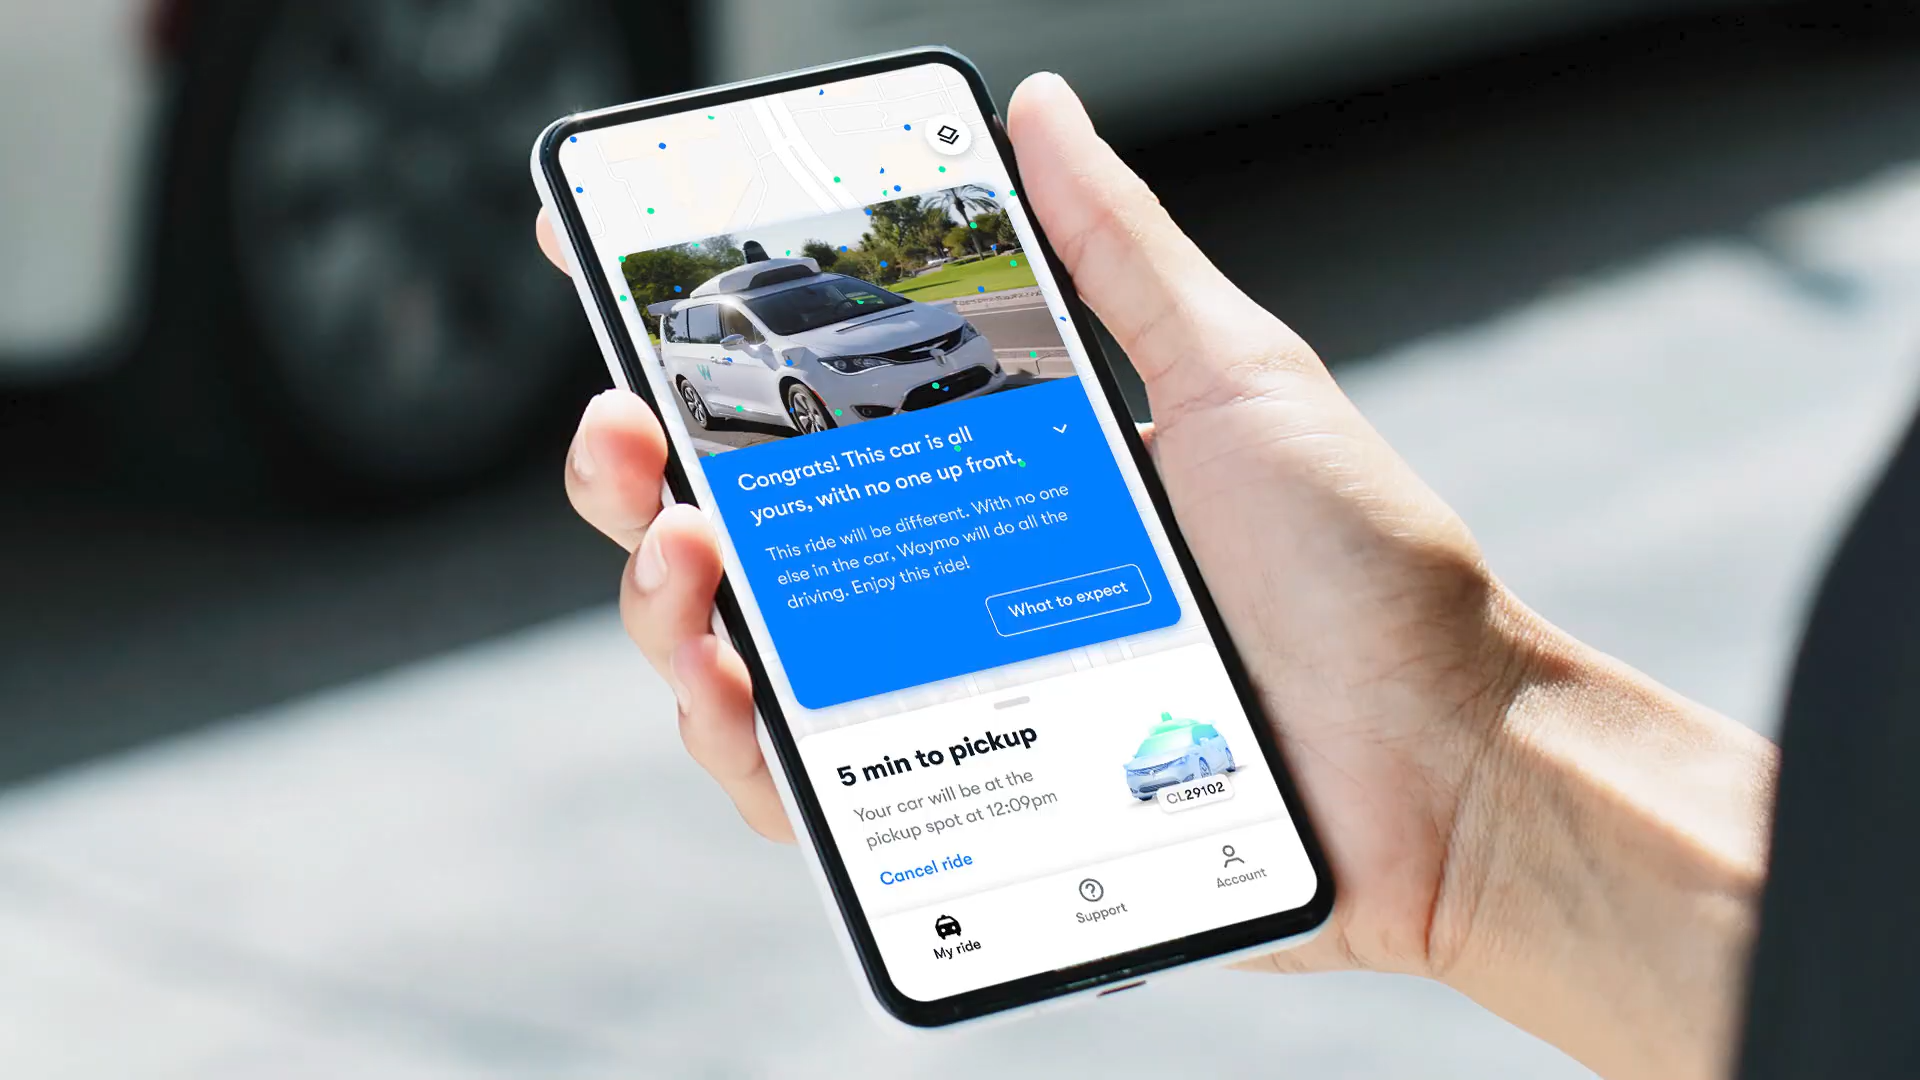 Congrats! This car is all
yours, with no one up front.
This ride will be different. With no one
else in the car, Waymo will do all the
driving. Enjoy this ride!
What to expect
5 min to pickup
Your car will be at the
pickup spot at 12:09pm
CL29102
Cancel ride
My ride
Support
Account